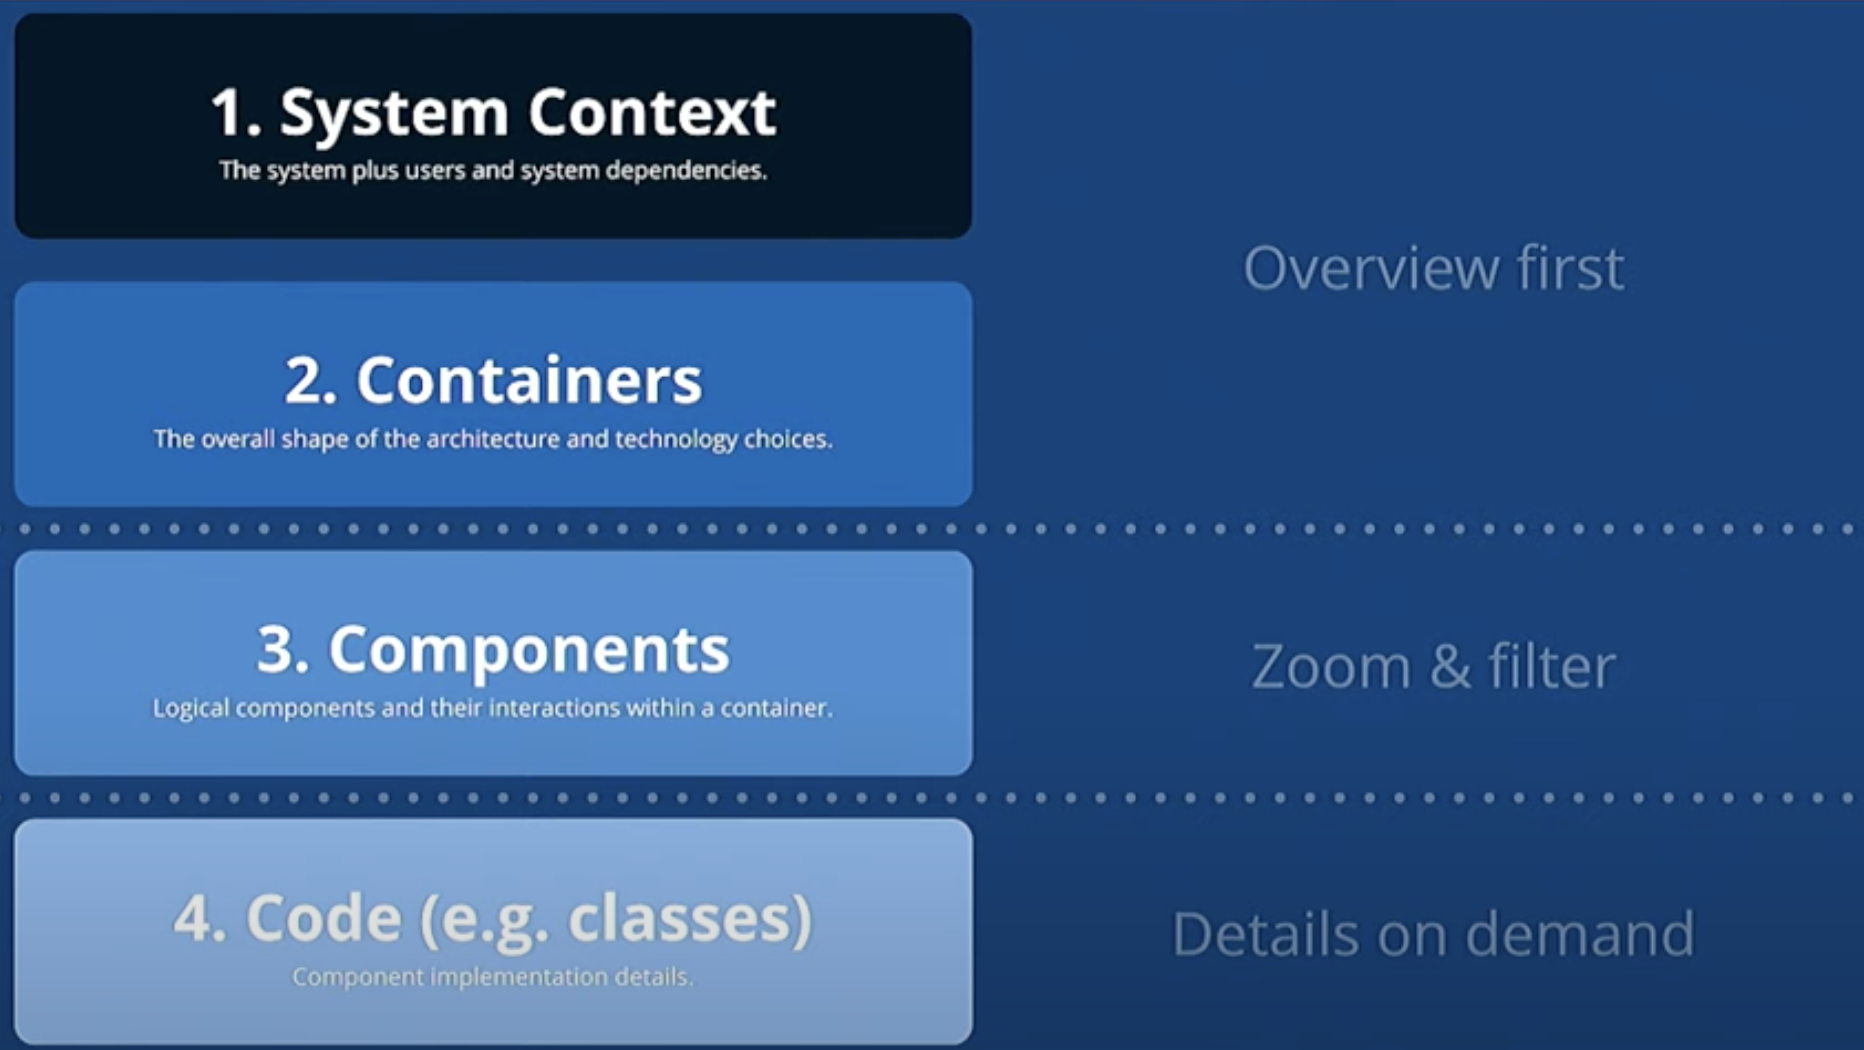 1. System Context
The system plus users and system dependencies.
Overview first
2. Containers
The overall shape of the architecture and technology choices.
3. Components
Logical components and their interactions within a container.
Zoom & filter
4. Code (e.g. classes)
Component implementation details.
Details on demand